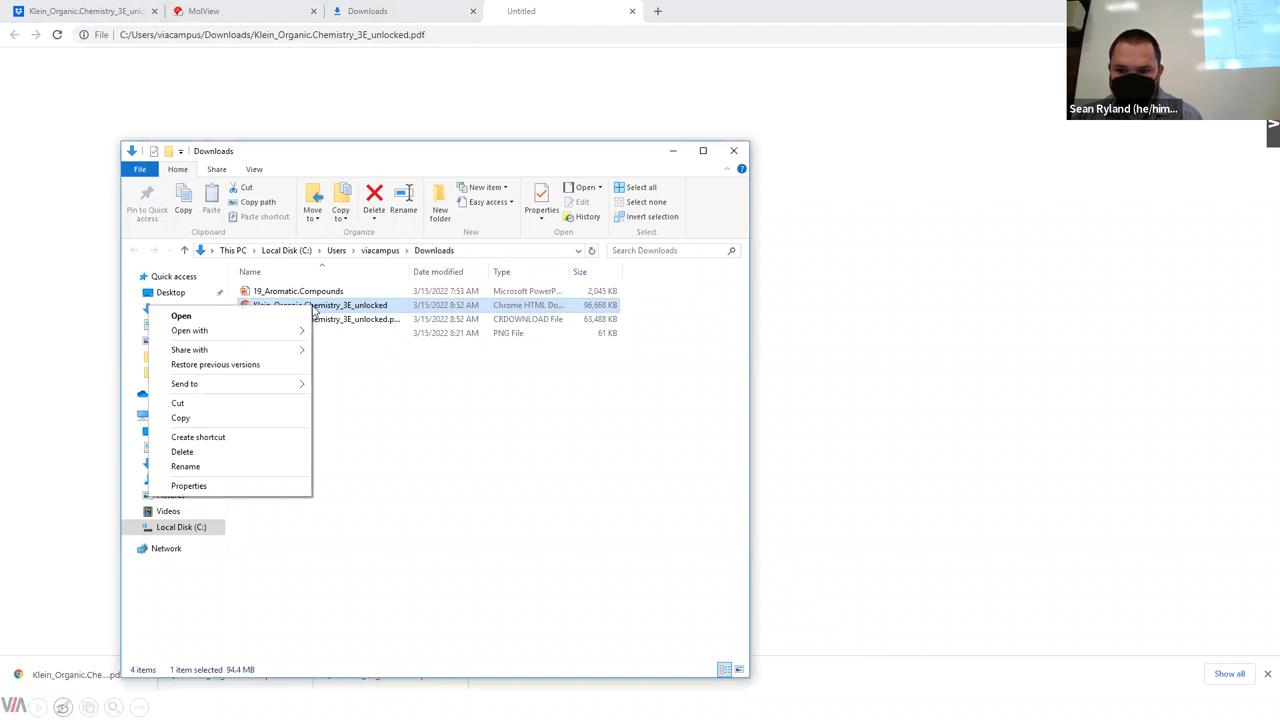 Klein_Organic.Chemistry_3E_un
MolView
Downloads
Untitled
File
C:/Users/viacampus/Downloads/Klein_Organic.Chemistry_3E_unlocked.pdf
Sean Ryland (he/him...
Downloads
File
Home
Share
View
Pin to Quick access
Copy
Paste
Cut
Copy path
Paste shortcut
Clipboard
Move to
Copy to
Delete
Rename
Organize
New folder
New item
Easy access
New
Properties
Open
Edit
History
Open
Select all
Select none
Invert selection
Select
This PC
Local Disk (C:)
Users
viacampus
Downloads
Search Downloads
Name
Date modified
Type
Size
19_Aromatic.Compounds
3/15/2022 7:53 AM
Microsoft PowerP...
2,045 KB
Klein_Organic.Chemistry_3E_unlocked
3/15/2022 8:52 AM
Chrome HTML Do...
96,668 KB
hemistry_3E_unlocked.p...
3/15/2022 8:52 AM
CRDOWNLOAD File
63,488 KB
3/15/2022 8:21 AM
PNG File
61 KB
Quick access
Desktop
Open
Open with
Share with
Restore previous versions
Send to
Cut
Copy
Create shortcut
Delete
Rename
Properties
Videos
Local Disk (C:)
Network
4 items
1 item selected 94.4 MB
Klein_Organic.Che....pd
Show all
VIA